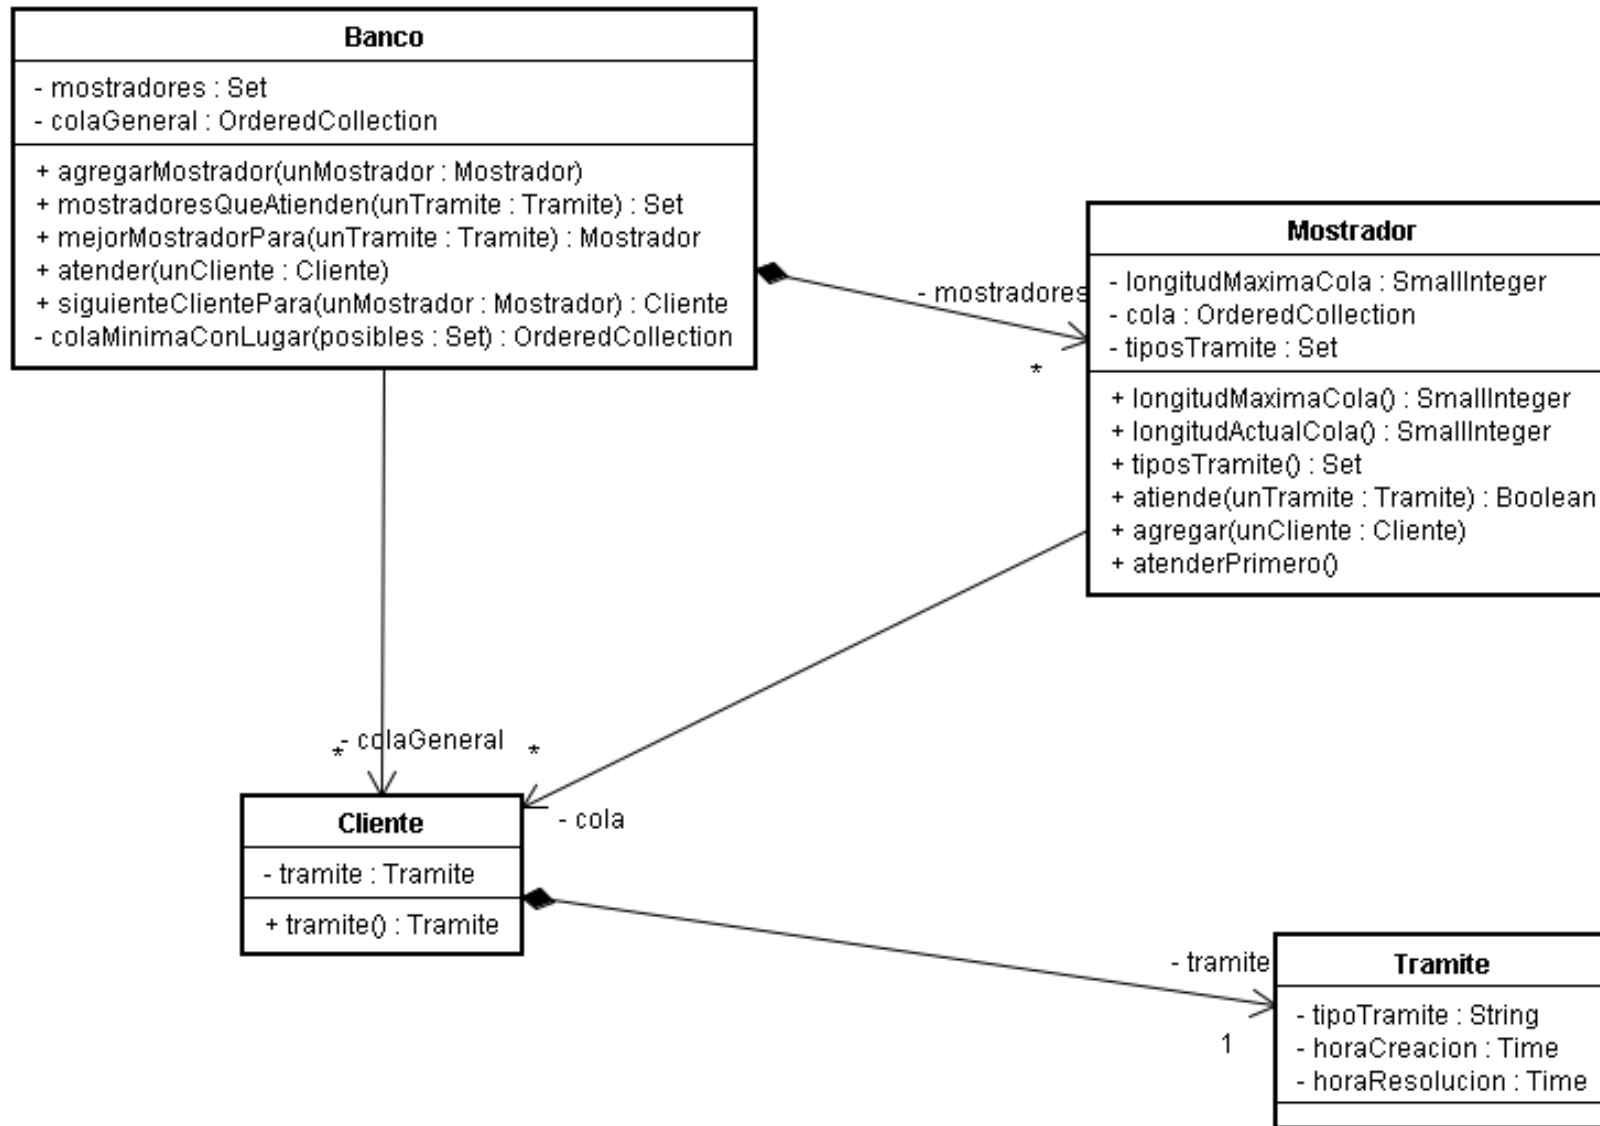 Banco
- mostradores : Set
- colaGeneral : OrderedCollection
+ agregarMostrador(unMostrador : Mostrador)
+ mostradoresQueAtienden(unTramite : Tramite) : Set
+ mejorMostradorPara(unTramite : Tramite) : Mostrador
+ atender(unCliente : Cliente)
+ siguienteClientePara(unMostrador : Mostrador) : Cliente
- colaMinimaConLugar(posibles : Set) : OrderedCollection
- mostradores
*
Mostrador
- longitudMaximaCola : SmallInteger
- cola : OrderedCollection
- tiposTramite : Set
+ longitudMaximaCola() : SmallInteger
+ longitudActualCola() : SmallInteger
+ tiposTramite() : Set
+ atiende(unTramite : Tramite) : Boolean
+ agregar(unCliente : Cliente)
+ atenderPrimero()
* - colaGeneral *
- cola
Cliente
- tramite : Tramite
+ tramite() : Tramite
- tramite
1
Tramite
- tipoTramite : String
- horaCreacion : Time
- horaResolucion : Time